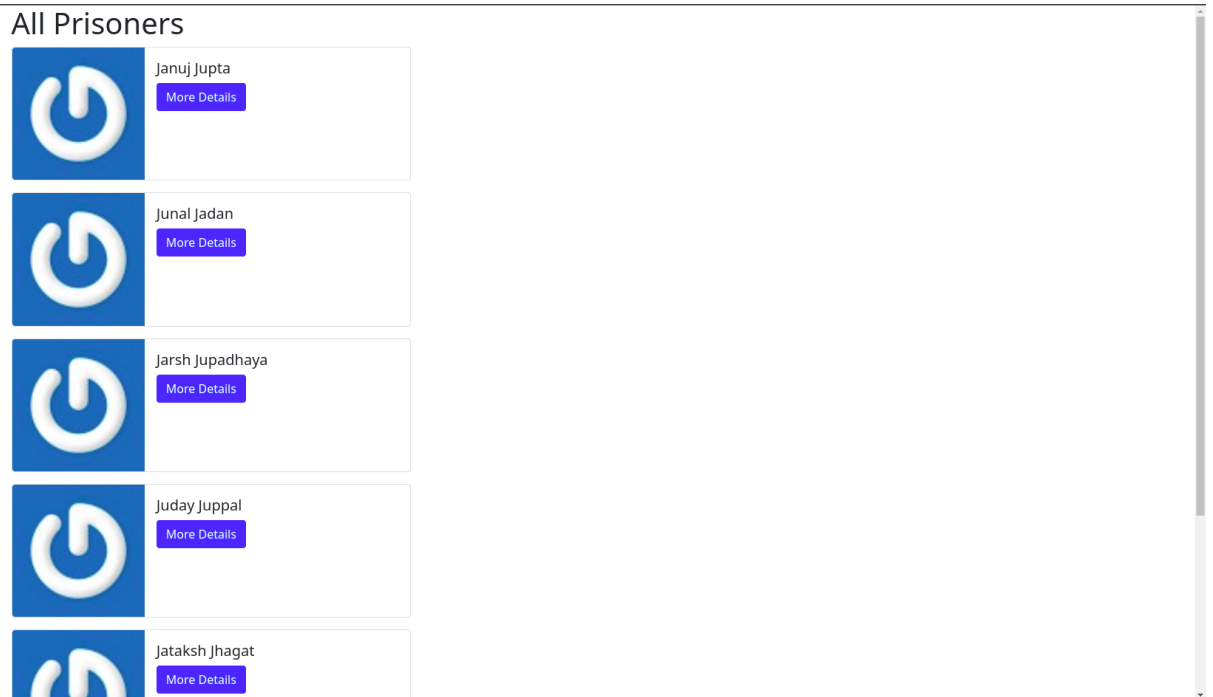 All Prisoners
Januj Jupta
More Details
Junal Jadan
More Details
Jarsh Jupadhaya
More Details
Juday Juppal
More Details
Jataksh Jhagat
More Details